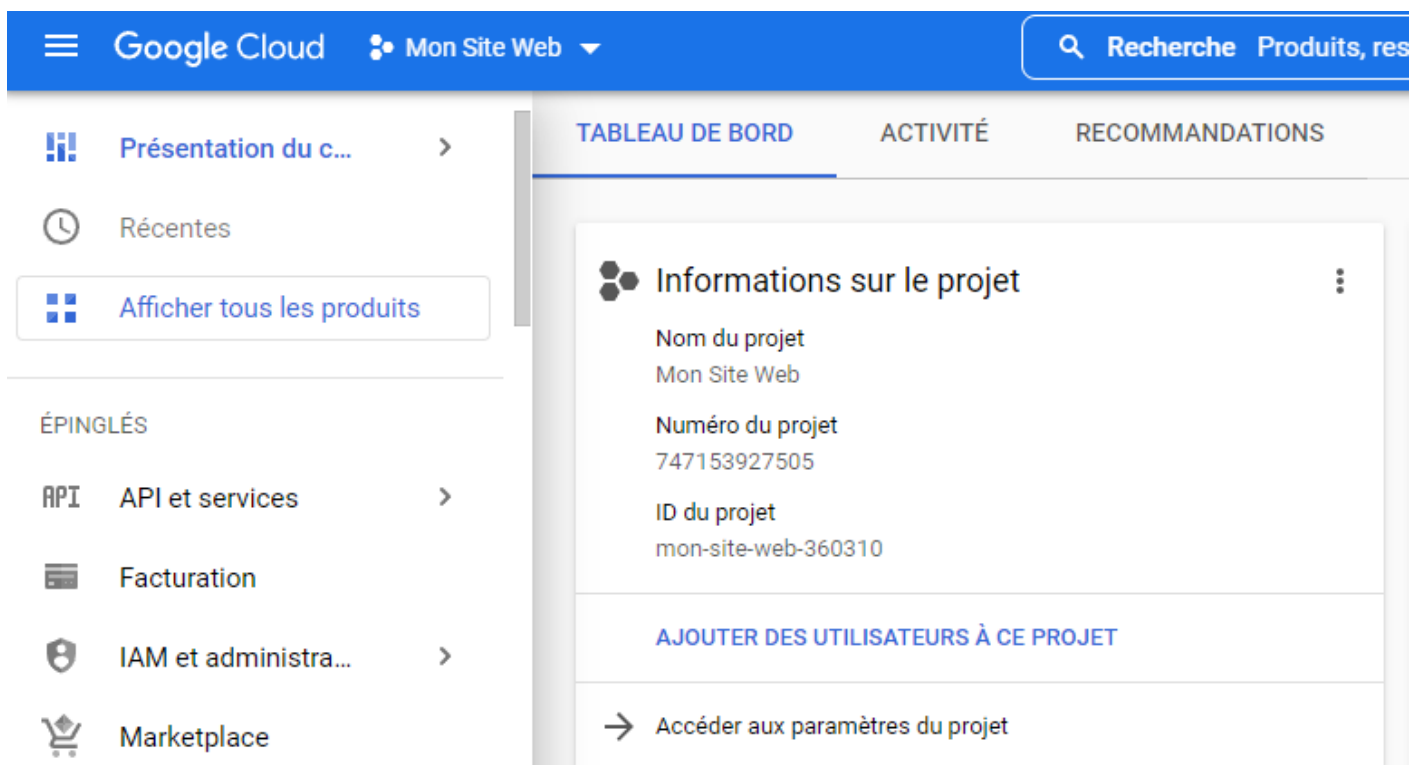 Google Cloud
Mon Site Web
Recherche Produits, res
Présentation du c...
Récentes
Afficher tous les produits
ÉPINGLÉS
API
API et services
Facturation
IAM et administra...
Marketplace
TABLEAU DE BORD
ACTIVITÉ
RECOMMANDATIONS
Informations sur le projet
Nom du projet
Mon Site Web
Numéro du projet
747153927505
ID du projet
mon-site-web-360310
AJOUTER DES UTILISATEURS À CE PROJET
Accéder aux paramètres du projet